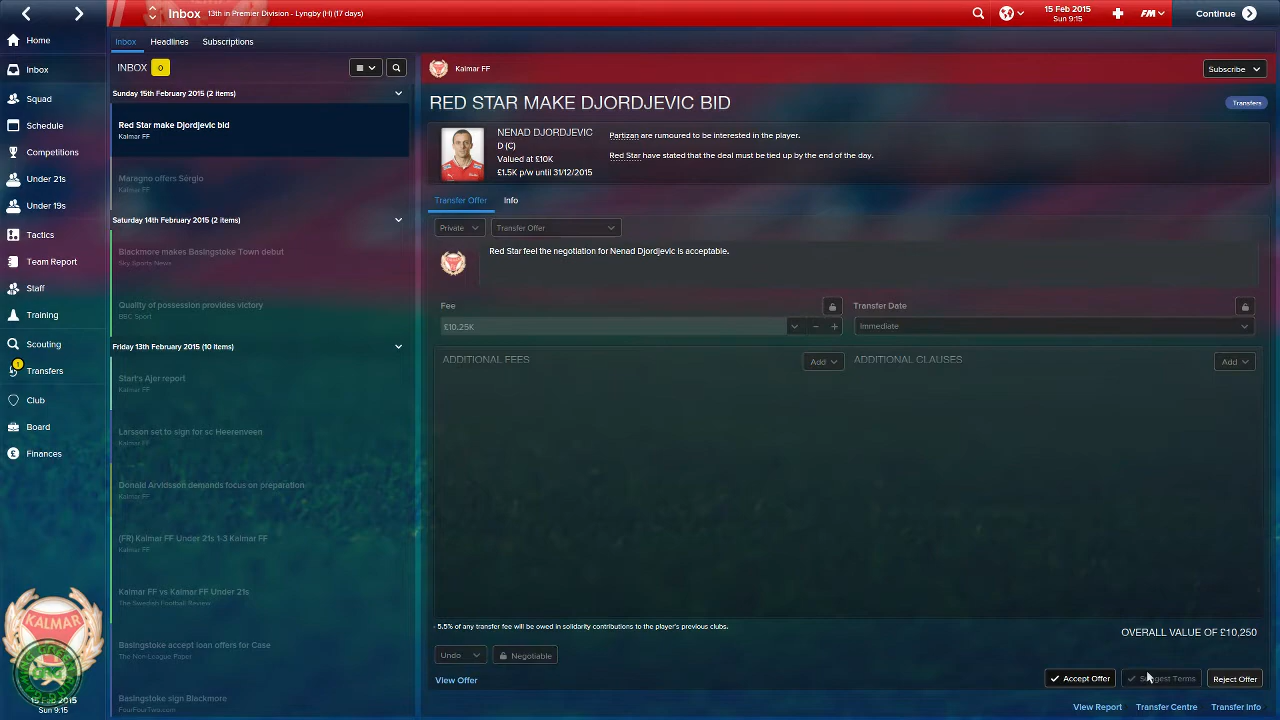 Inbox 13th in Premier Division - Lyngby (H) (17 days)
15 Feb 2015
Sun 9:15
FM
Continue
Home
Inbox
Squad
Schedule
Competitions
Under 21s
Under 19s
Tactics
Team Report
Staff
Training
Scouting
1
Transfers
Club
Board
Finances
KALMAR
15 Feb 2015
Sun 9:15
Inbox Headlines Subscriptions
INBOX 0
Sunday 15th February 2015 (2 items)
Red Star make Djordjevic bid
Kalmar FF
Maragno offers Sérgio
Kalmar FF
Saturday 14th February 2015 (2 items)
Blackmore makes Basingstoke Town debut
Sky Sports News
Quality of possession provides victory
BBC Sport
Friday 13th February 2015 (10 items)
Start's Ajer report
Kalmar FF
Larsson set to sign for sc Heerenveen
Kalmar FF
Donald Arvidsson demands focus on preparation
Kalmar FF
(FR) Kalmar FF Under 21s 1-3 Kalmar FF
Kalmar FF
Kalmar FF vs Kalmar FF Under 21s
The Swedish Football Review
Basingstoke accept loan offers for Case
The Non-League Paper
Basingstoke sign Blackmore
FourFourTwo.com
Kalmar FF
Subscribe
RED STAR MAKE DJORDJEVIC BID
Transfers
NENAD DJORDJEVIC
D (C)
Valued at £10K
£1.5K p/w until 31/12/2015
Partizan are rumoured to be interested in the player.
Red Star have stated that the deal must be tied up by the end of the day.
Transfer Offer Info
Private Transfer Offer
Red Star feel the negotiation for Nenad Djordjevic is acceptable.
Fee
£10.25K
Transfer Date
Immediate
ADDITIONAL FEES Add
ADDITIONAL CLAUSES Add
- 5.5% of any transfer fee will be owed in solidarity contributions to the player's previous clubs.
OVERALL VALUE OF £10,250
Undo Negotiable
View Offer
Accept Offer Suggest Terms Reject Offer
View Report Transfer Centre Transfer Info